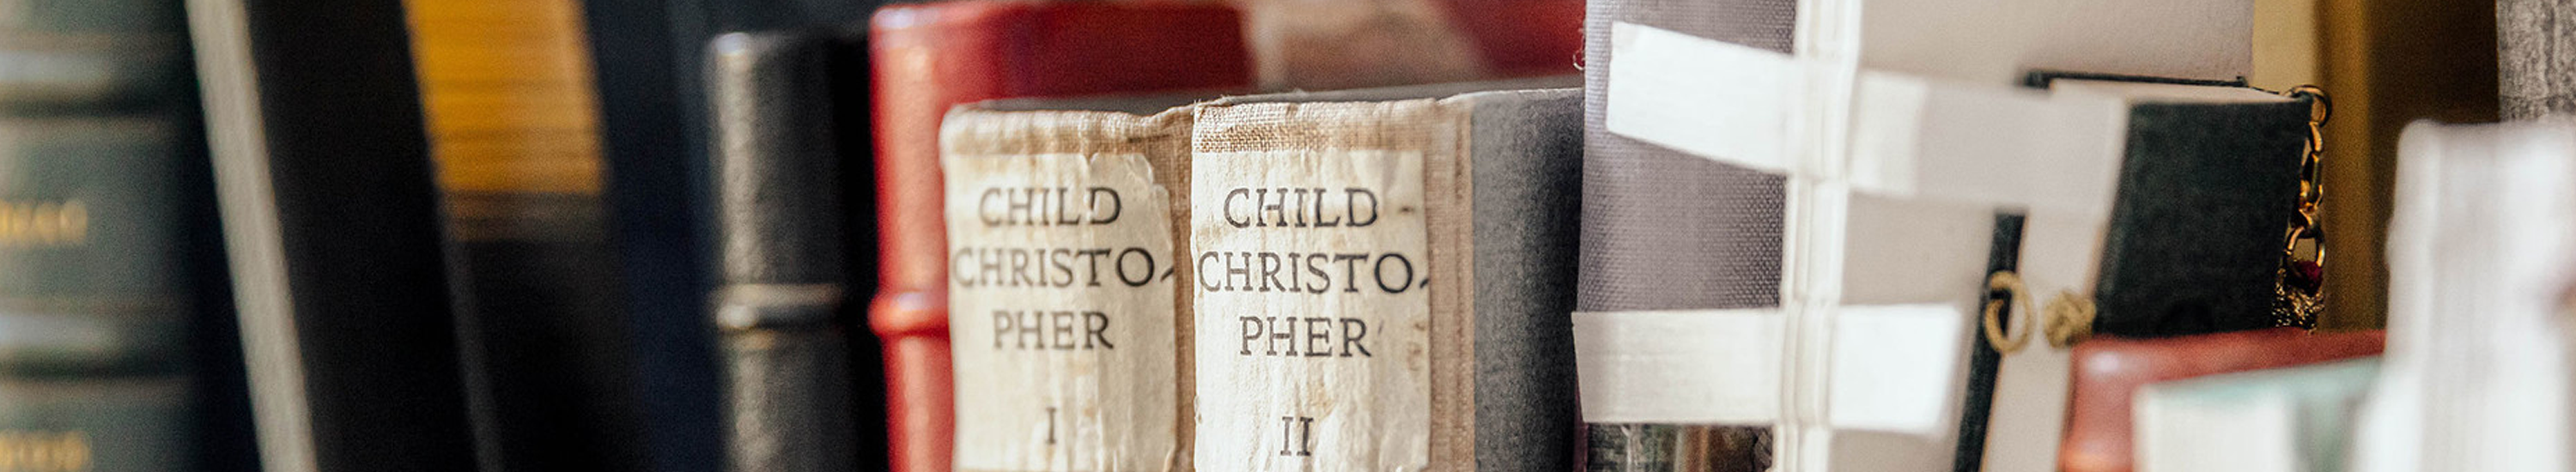 CHILD
CHRISTO-
PHER
I
CHILD
CHRISTO-
PHER
II